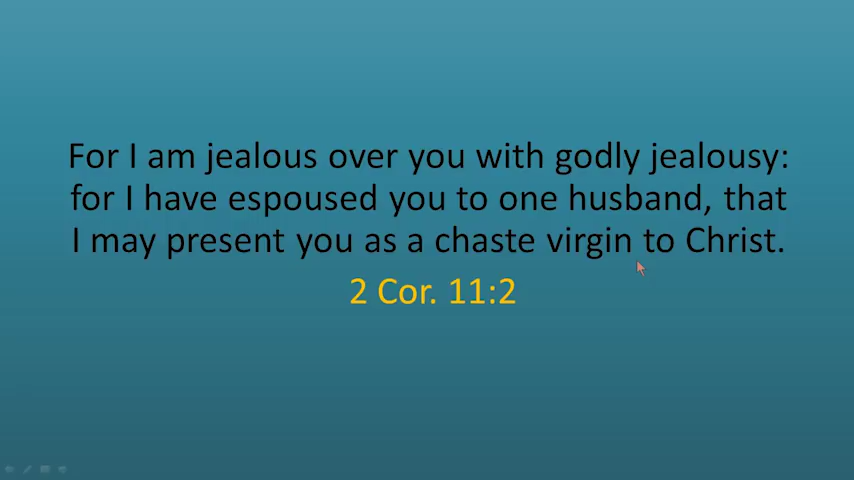 For I am jealous over you with godly jealousy:
for I have espoused you to one husband, that
I may present you as a chaste virgin to Christ.
2 Cor. 11:2